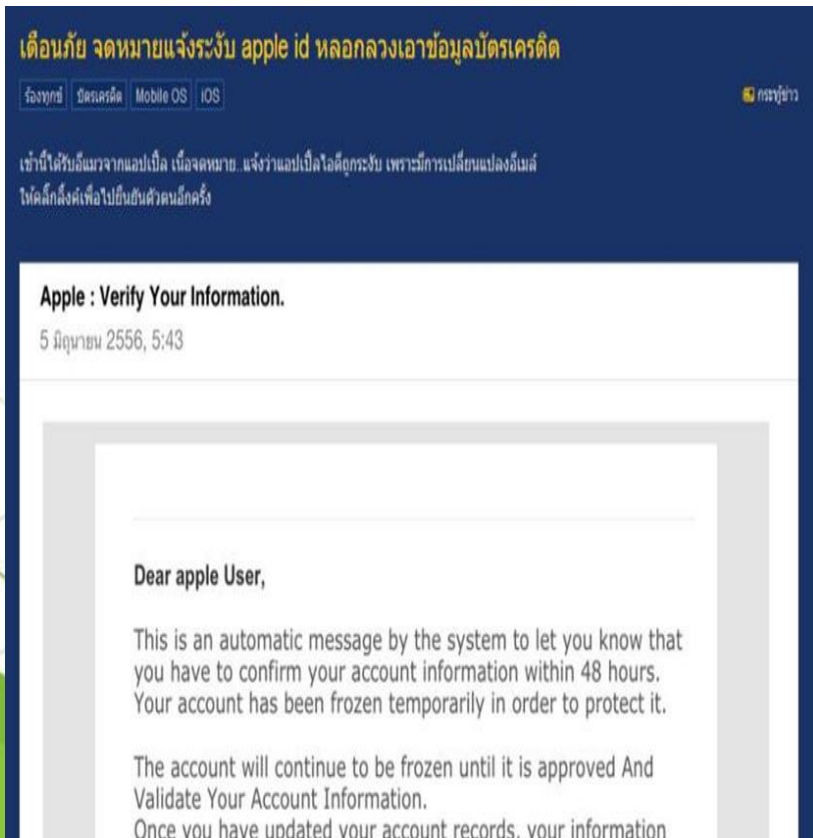 เตือนภัย จดหมายแจ้งระงับ apple id หลอกลวงเอาข้อมูลบัตรเครดิต
ร้องทุกข์ บัตรเครดิต Mobile OS iOS
กระทู้ข่าว
เช้านี้ได้รับอีแมวจากแอปเปิ้ล เนื้อจดหมาย..แจ้งว่าแอปเปิ้ลไอดีถูกระงับ เพราะมีการเปลี่ยนแปลงอีเมล์
ให้คลิ๊กลิ้งค์เพื่อไปยืนยันตัวตนอีกครั้ง
Apple : Verify Your Information.
5 มิถุนายน 2556, 5:43
Dear apple User,
This is an automatic message by the system to let you know that
you have to confirm your account information within 48 hours.
Your account has been frozen temporarily in order to protect it.
The account will continue to be frozen until it is approved And
Validate Your Account Information.
Once you have updated your account records, your information